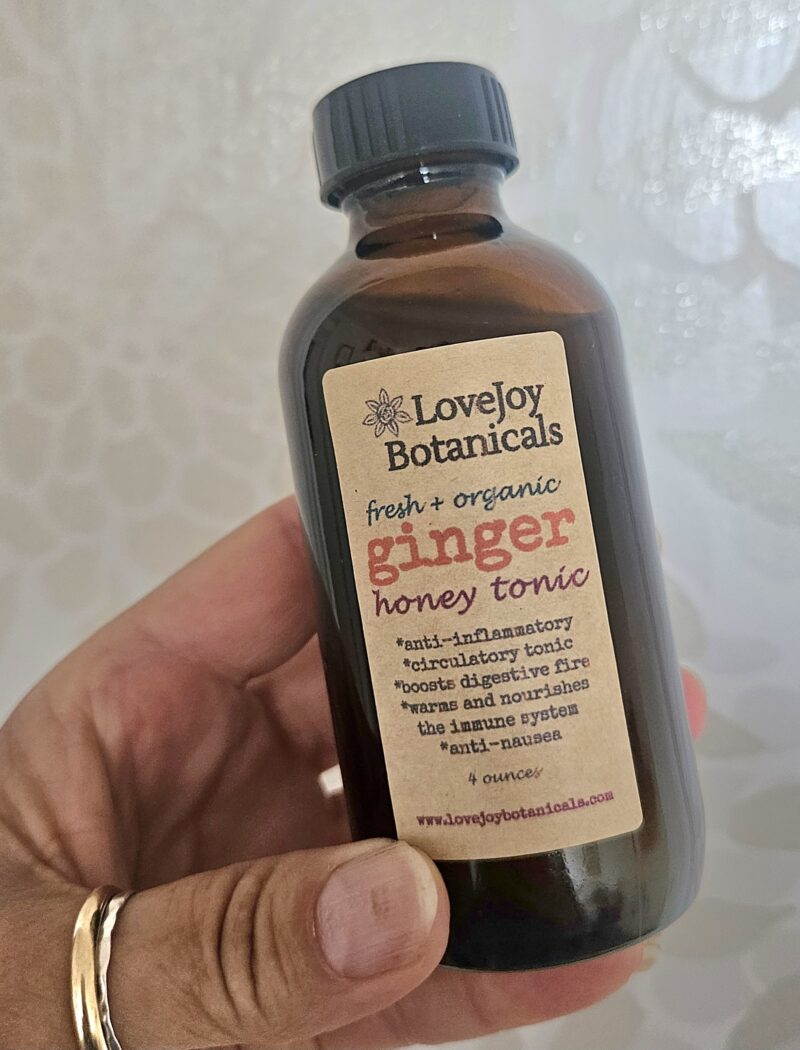 LoveJoy
Botanicals
fresh + organic
ginger
honey tonic
*anti-inflammatory
*circulatory tonic
*boosts digestive fire
*warms and nourishes
the immune system
*anti-nausea
4 ounces
www.lovejoybotanicals.com